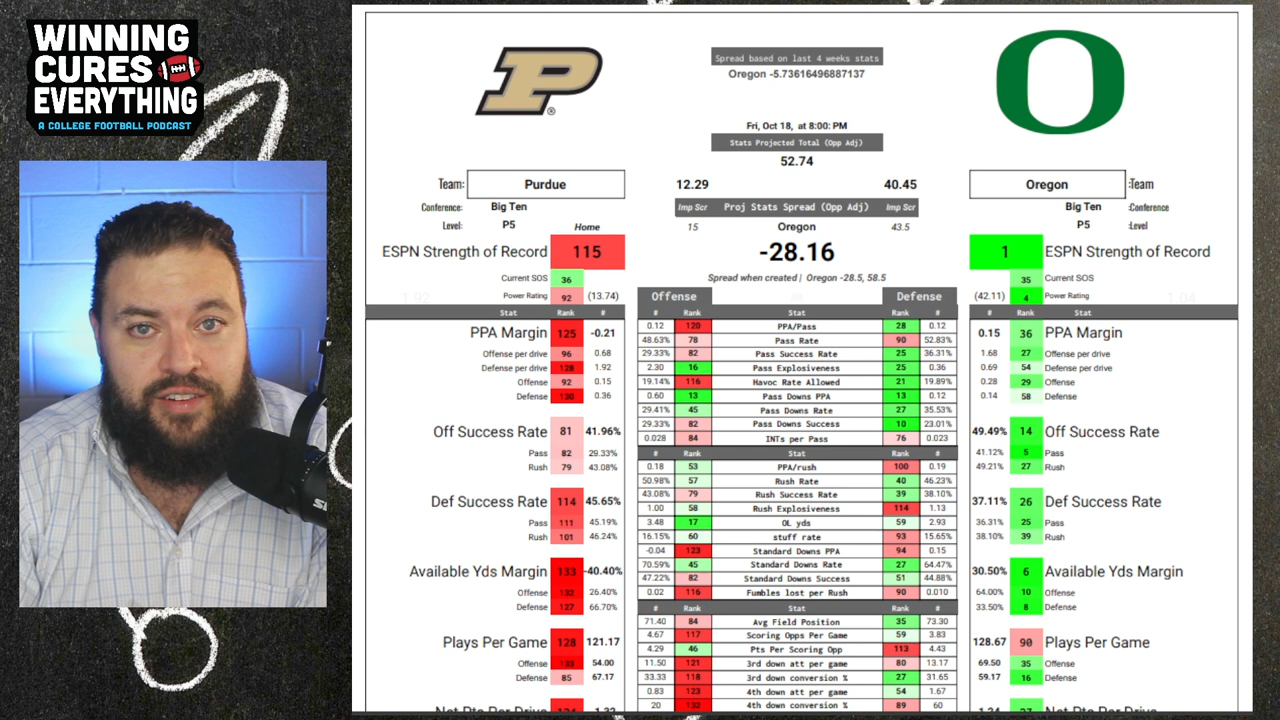 WINNING
CURES
EVERYTHING
A COLLEGE FOOTBALL PODCAST
Spread based on last 4 weeks stats
Oregon -5.73616496887137
Fri, Oct 18, at 8:00: PM
Stats Projected Total (Opp Adj)
52.74
Team: Purdue 12.29 40.45 Oregon :Team
Conference: Big Ten Imp Scr Proj Stats Spread (Opp Adj) Imp Scr Big Ten :Conference
Level: P5 Home 15 Oregon 43.5 P5 :Level
ESPN Strength of Record 115 -28.16 1 ESPN Strength of Record
Current SOS 36 Spread when created | Oregon -28.5, 58.5 35 Current SOS
Power Rating 92 (13.74) Offense Defense (42.11) 4 Power Rating
Stat Rank # # Rank Stat Rank # # Rank Stat
0.12 120 PPA/Pass 28 0.12
PPA Margin 125 -0.21 0.15 36 PPA Margin
48.63% 78 Pass Rate 90 52.83%
Offense per drive 96 0.68 29.33% 82 Pass Success Rate 25 36.31% 1.68 27 Offense per drive
Defense per drive 128 1.92 2.30 16 Pass Explosiveness 25 0.36 0.69 54 Defense per drive
Offense 92 0.15 19.14% 116 Havoc Rate Allowed 21 19.89% 0.28 29 Offense
Defense 130 0.36 0.60 13 Pass Downs PPA 13 0.12 0.14 58 Defense
29.41% 45 Pass Downs Rate 27 35.53%
29.33% 82 Pass Downs Success 10 23.01%
Off Success Rate 81 41.96% 49.49% 14 Off Success Rate
0.028 84 INTs per Pass 76 0.023
Pass 82 29.33% # Rank Stat Rank # 41.12% 5 Pass
Rush 79 43.08% 0.18 53 PPA/rush 100 0.19 49.21% 27 Rush
50.98% 57 Rush Rate 40 46.23%
43.08% 79 Rush Success Rate 39 38.10%
Def Success Rate 114 45.65% 37.11% 26 Def Success Rate
1.00 58 Rush Explosiveness 114 1.13
Pass 111 45.19% 3.48 17 OL yds 59 2.93 36.31% 25 Pass
Rush 101 46.24% 16.15% 60 stuff rate 93 15.65% 38.10% 39 Rush
-0.04 123 Standard Downs PPA 94 0.15
70.59% 45 Standard Downs Rate 27 64.47%
Available Yds Margin 133 -40.40% 30.50% 6 Available Yds Margin
47.22% 82 Standard Downs Success 51 44.88%
Offense 132 26.40% 0.02 116 Fumbles lost per Rush 90 0.010 64.00% 10 Offense
Defense 127 66.70% # Rank Stat Rank # 33.50% 8 Defense
71.40 84 Avg Field Position 35 73.30
4.67 117 Scoring Opps Per Game 59 3.83
Plays Per Game 128 121.17 128.67 90 Plays Per Game
4.29 46 Pts Per Scoring Opp 113 4.43
Offense 133 54.00 11.50 121 3rd down att per game 80 13.17 69.50 35 Offense
Defense 85 67.17 33.33 118 3rd down conversion % 27 31.65 59.17 16 Defense
0.83 123 4th down att per game 54 1.67
20 132 4th down conversion % 89 60